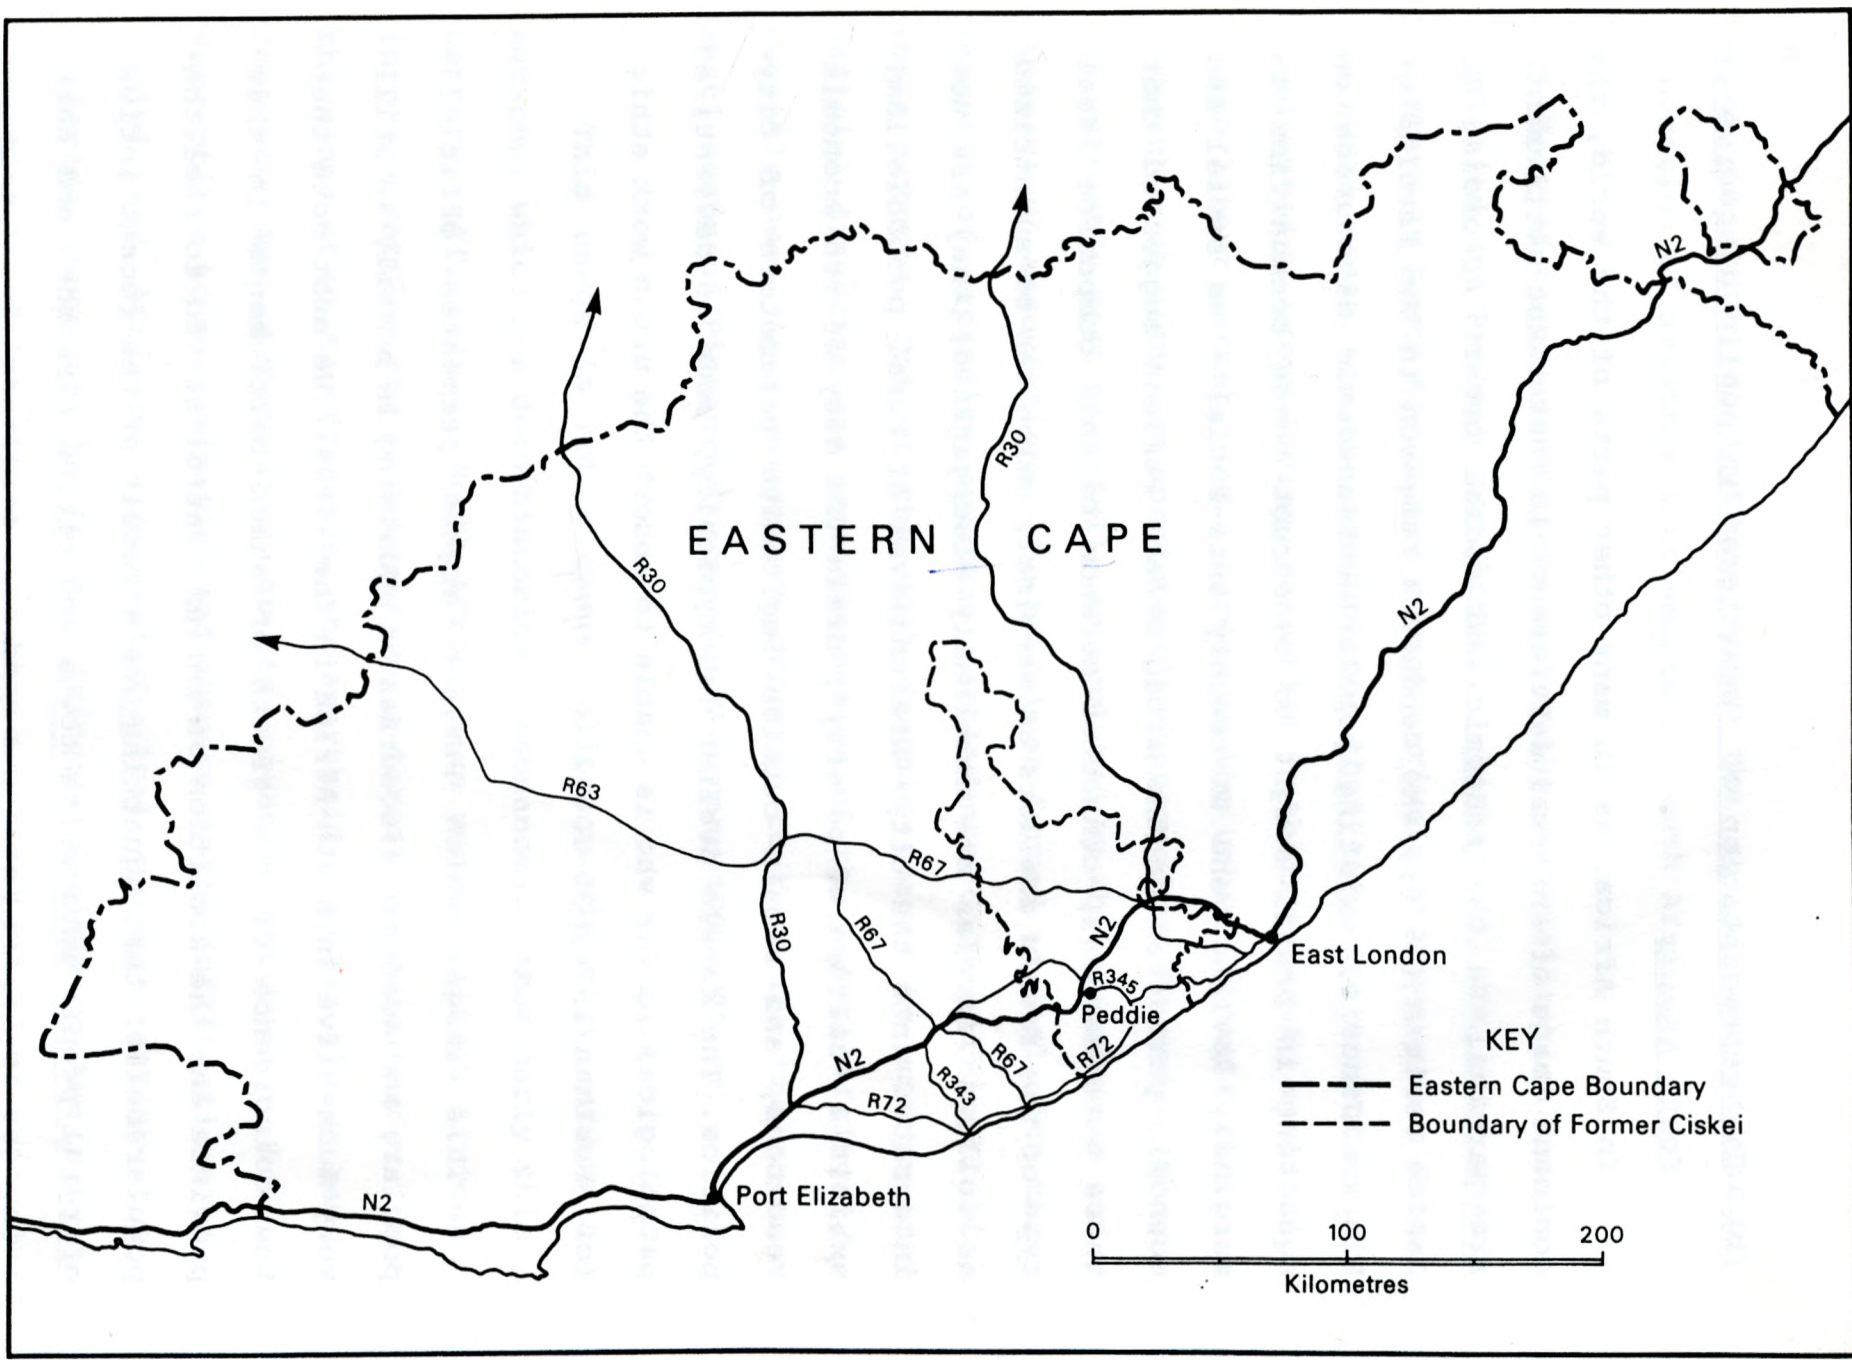 N2
R30
EASTERN CAPE
R30
N2
R63
R67
R30
R67
N2
East London
R345
Peddie
KEY
N2
R67
R72
R343
Eastern Cape Boundary
R72
Boundary of Former Ciskei
N2
Port Elizabeth
0 100 200
Kilometres